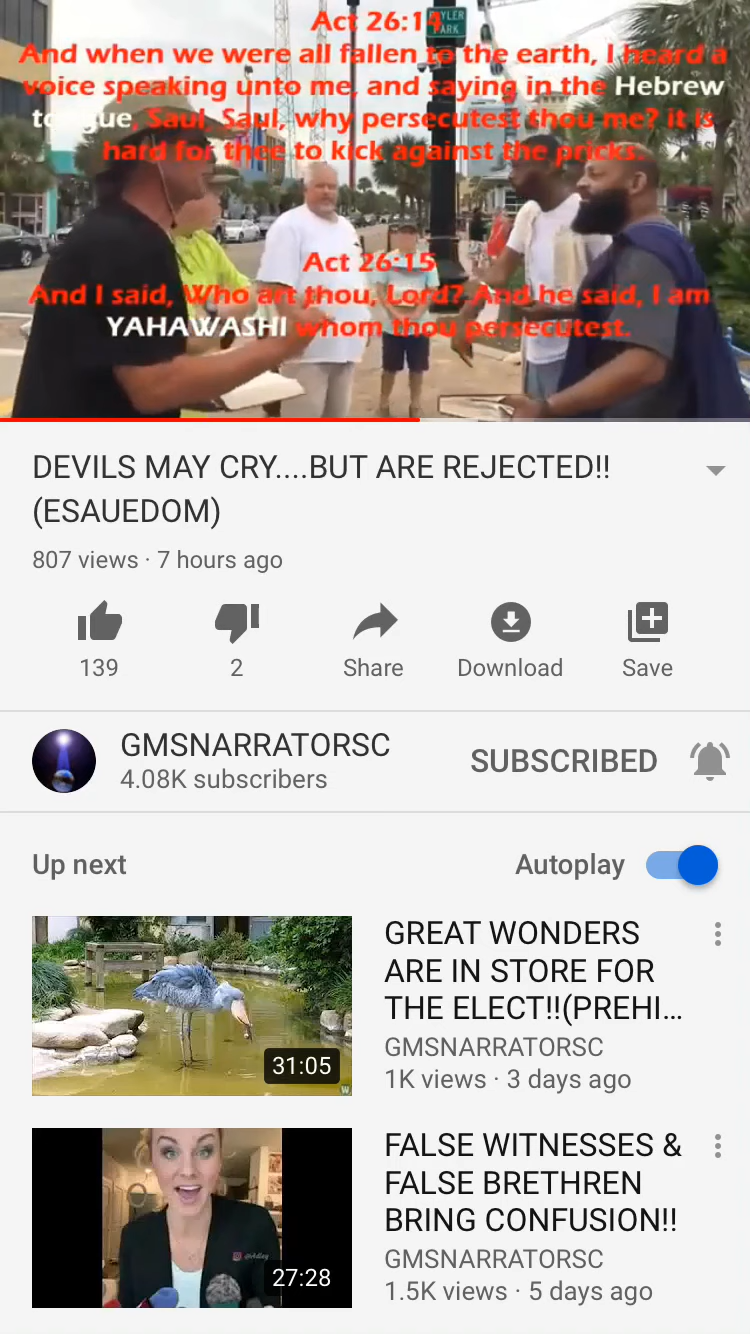 Act 26:14
And when we were all fallen to the earth, I heard a
voice speaking unto me, and saying in the Hebrew
tongue, Saul, Saul, why persecutest thou me? it is
hard for thee to kick against the pricks.
Act 26:15
And I said, Who art thou, Lord? And he said, I am
YAHAWASHI whom thou persecutest.
PARK
DEVILS MAY CRY....BUT ARE REJECTED!!
(ESAUEDOM)
807 views · 7 hours ago
139
2
Share
Download
Save
GMSNARRATORSC
4.08K subscribers
SUBSCRIBED
Up next
Autoplay
31:05
GREAT WONDERS
ARE IN STORE FOR
THE ELECT!!(PREHI...
GMSNARRATORSC
1K views · 3 days ago
27:28
FALSE WITNESSES &
FALSE BRETHREN
BRING CONFUSION!!
GMSNARRATORSC
1.5K views · 5 days ago